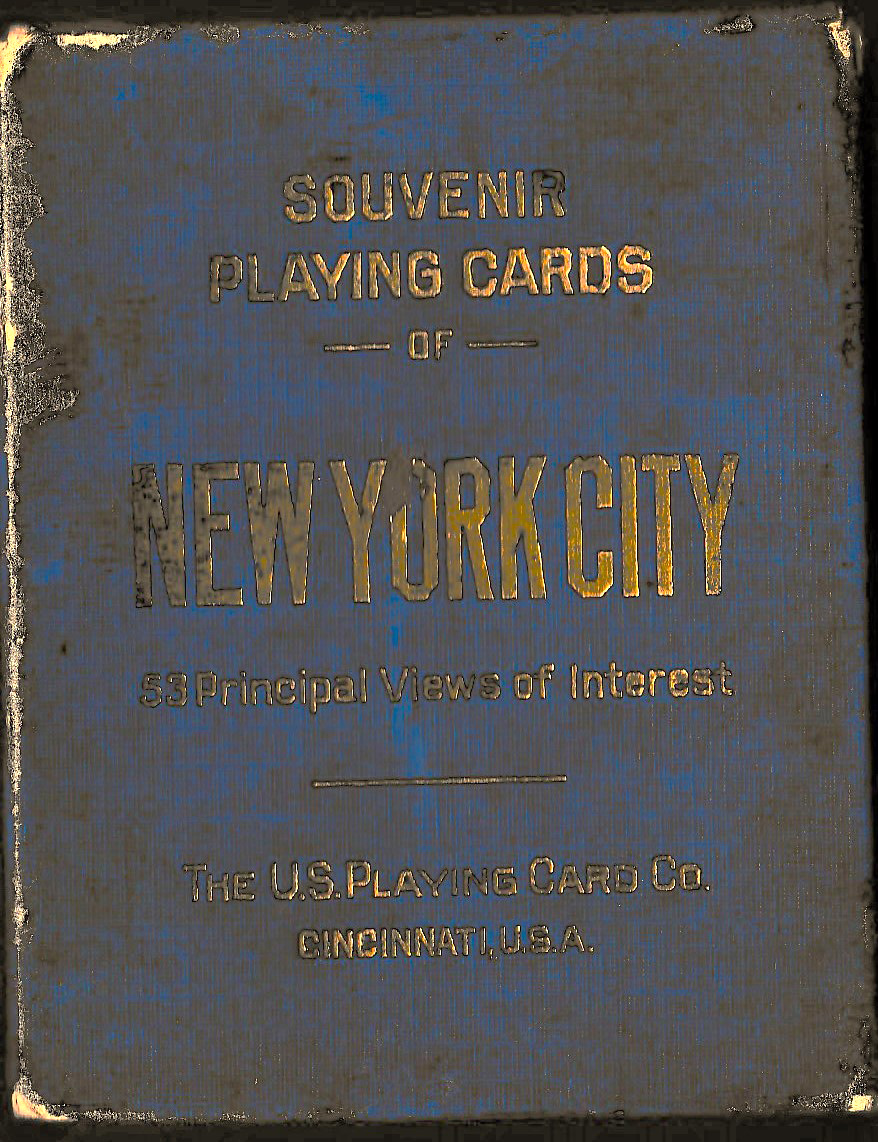 SOUVENIR
PLAYING CARDS
— OF —
NEW YORK CITY
53 Principal Views of Interest
THE U.S. PLAYING CARD CO.
CINCINNATI, U.S.A.